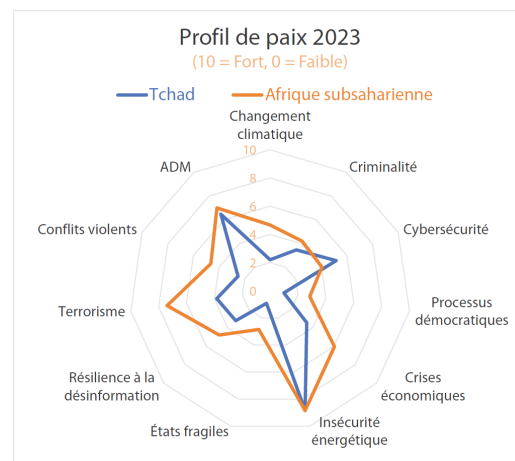 Profil de paix 2023
(10 = Fort, 0 = Faible)
Tchad
Afrique subsaharienne
Changement
climatique
10
8
6
4
2
0
Criminalité
Cybersécurité
Processus
démocratiques
Crises
économiques
Insécurité
énergétique
États fragiles
Résilience à la
désinformation
Terrorisme
Conflits violents
ADM